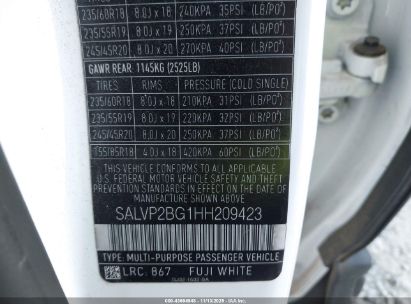 TIRES RIMS
235/60R18 8.0J x 18 240KPA 35PSI (LB/PO²)
235/55R19 8.0J x 19 250KPA 37PSI (LB/PO²)
245/45R20 8.0J x 20 270KPA 40PSI (LB/PO²)
GAWR REAR 1145KG (2525LB)
TIRES RIMS PRESSURE (COLD SINGLE)
235/60R18 8.0J x 18 210KPA 31PSI (LB/PO²)
235/55R19 8.0J x 19 220KPA 32PSI (LB/PO²)
245/45R20 8.0J x 20 250KPA 37PSI (LB/PO²)
T55/85R18 4.0J x 18 420KPA 60PSI (LB/PO²)
THIS VEHICLE CONFORMS TO ALL APPLICABLE
U.S. FEDERAL MOTOR VEHICLE SAFETY, BUMPER
AND THEFT PREVENTION STANDARDS IN EFFECT ON
THE DATE OF MANUFACTURE SHOWN ABOVE.
SALVP2BG1HH209423
TYPE: MULTI-PURPOSE PASSENGER VEHICLE
LRC. 867 FUJI WHITE